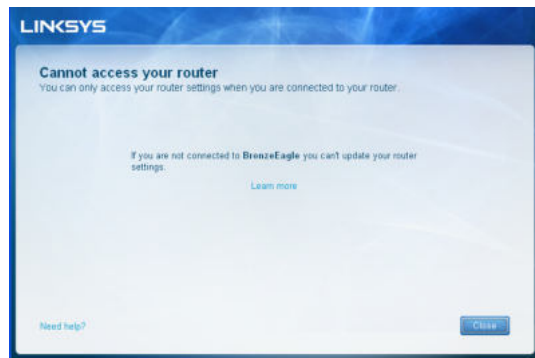 LINKSYS
Cannot access your router
You can only access your router settings when you are connected to your router.
If you are not connected to BronzeEagle you can't update your router
settings.
Learn more
Need help?
Close